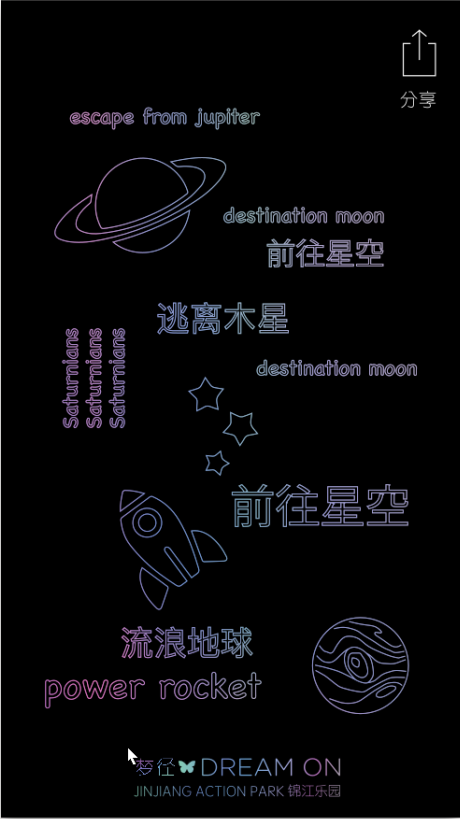 分享
escape from jupiter
destination moon
前往星空
逃离木星
Saturnians
Saturnians
Saturnians
destination moon
前往星空
流浪地球
power rocket
梦径 DREAM ON
JINJIANG ACTION PARK 锦江乐园